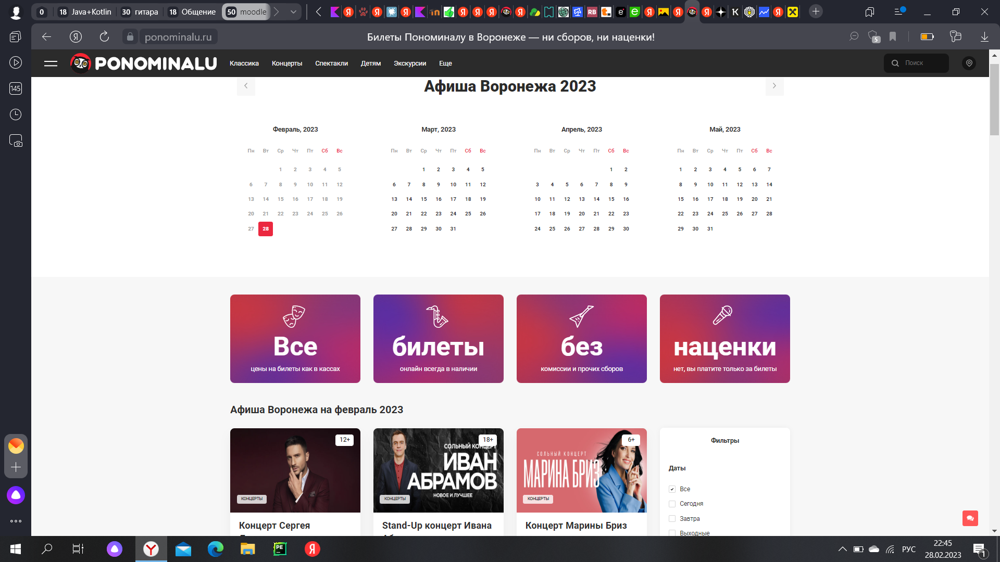 0 18 Java+Kotlin 30 гитара 18 Общение 50 moodle
ponominalu.ru
Билеты Пономиналу в Воронеже — ни сборов, ни наценки!
5
145
PONOMINALU
Классика Концерты Спектакли Детям Экскурсии Еще
Поиск
Афиша Воронежа 2023
Февраль, 2023 Март, 2023 Апрель, 2023 Май, 2023
Пн Вт Ср Чт Пт Сб Вс Пн Вт Ср Чт Пт Сб Вс Пн Вт Ср Чт Пт Сб Вс Пн Вт Ср Чт Пт Сб Вс
1 2 3 4 5 1 2 3 4 5 1 2 1 2 3 4 5 6 7
6 7 8 9 10 11 12 6 7 8 9 10 11 12 3 4 5 6 7 8 9 8 9 10 11 12 13 14
13 14 15 16 17 18 19 13 14 15 16 17 18 19 10 11 12 13 14 15 16 15 16 17 18 19 20 21
20 21 22 23 24 25 26 20 21 22 23 24 25 26 17 18 19 20 21 22 23 22 23 24 25 26 27 28
27 28 27 28 29 30 31 24 25 26 27 28 29 30 29 30 31
Все билеты без наценки
цены на билеты как в кассах онлайн всегда в наличии комиссии и прочих сборов нет, вы платите только за билеты
Афиша Воронежа на февраль 2023
12+
КОНЦЕРТЫ
Концерт Сергея
18+
СОЛЬНЫЙ КОНЦЕРТ
ИВАН
АБРАМОВ
НОВОЕ И ЛУЧШЕЕ
КОНЦЕРТЫ
Stand-Up концерт Ивана
6+
СОЛЬНЫЙ КОНЦЕРТ
МАРИНА БРИЗ
КОНЦЕРТЫ
Концерт Марины Бриз
Фильтры
Даты
Все
Сегодня
Завтра
Выходные
РУС
22:45
28.02.2023
1